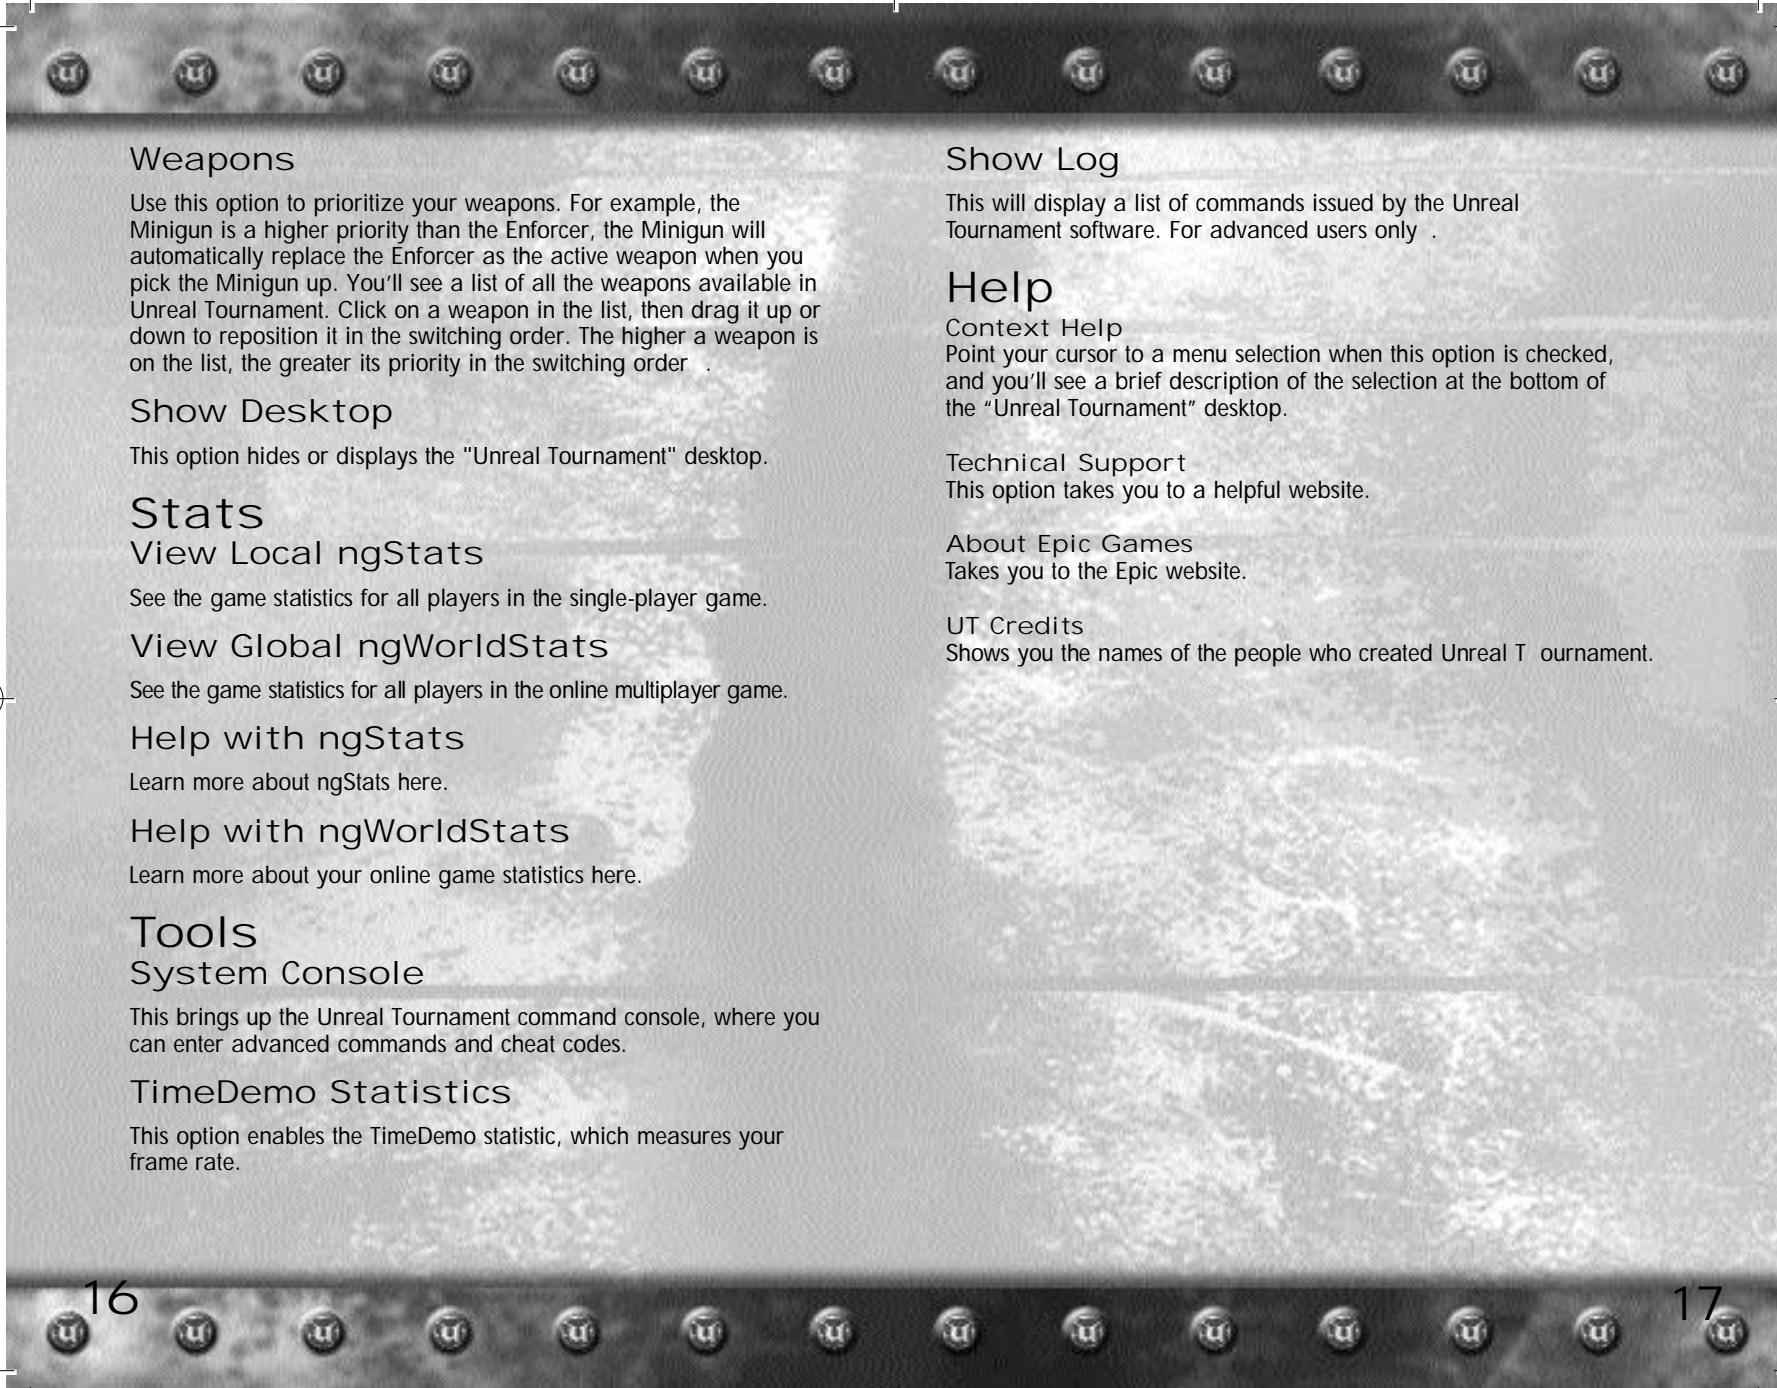 Weapons
Use this option to prioritize your weapons. For example, the
Minigun is a higher priority than the Enforcer, the Minigun will
automatically replace the Enforcer as the active weapon when you
pick the Minigun up. You'll see a list of all the weapons available in
Unreal Tournament. Click on a weapon in the list, then drag it up or
down to reposition it in the switching order. The higher a weapon is
on the list, the greater its priority in the switching order .
Show Desktop
This option hides or displays the "Unreal Tournament" desktop.
Stats
View Local ngStats
See the game statistics for all players in the single-player game.
View Global ngWorldStats
See the game statistics for all players in the online multiplayer game.
Help with ngStats
Learn more about ngStats here.
Help with ngWorldStats
Learn more about your online game statistics here.
Tools
System Console
This brings up the Unreal Tournament command console, where you
can enter advanced commands and cheat codes.
TimeDemo Statistics
This option enables the TimeDemo statistic, which measures your
frame rate.
16
Show Log
This will display a list of commands issued by the Unreal
Tournament software. For advanced users only .
Help
Context Help
Point your cursor to a menu selection when this option is checked,
and you'll see a brief description of the selection at the bottom of
the “Unreal Tournament” desktop.
Technical Support
This option takes you to a helpful website.
About Epic Games
Takes you to the Epic website.
UT Credits
Shows you the names of the people who created Unreal T ournament.
17